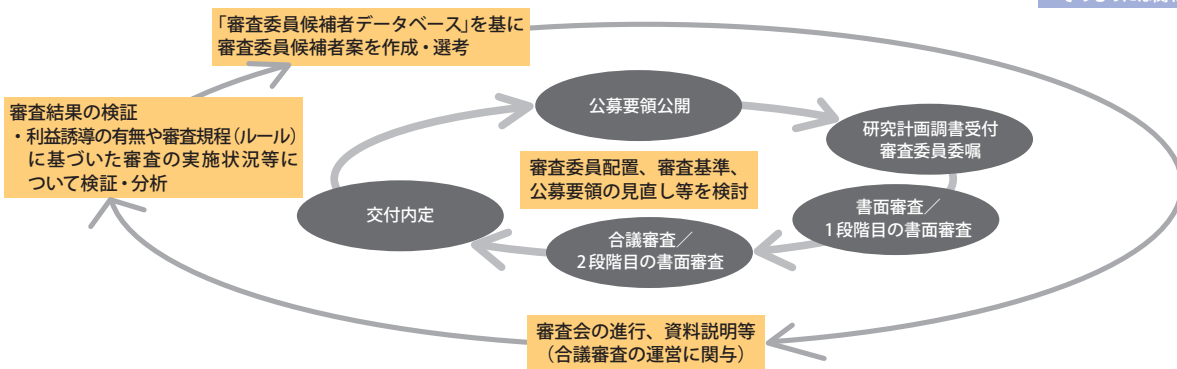 「審査委員候補者データベース」を基に
審査委員候補者案を作成・選考
審査結果の検証
・利益誘導の有無や審査規程(ルール)
に基づいた審査の実施状況等に
ついて検証・分析
公募要領公開
研究計画調書受付
審査委員委嘱
審査委員配置、審査基準、
公募要領の見直し等を検討
書面審査/
1段階目の書面審査
交付内定
合議審査/
2段階目の書面審査
審査会の進行、資料説明等
(合議審査の運営に関与)